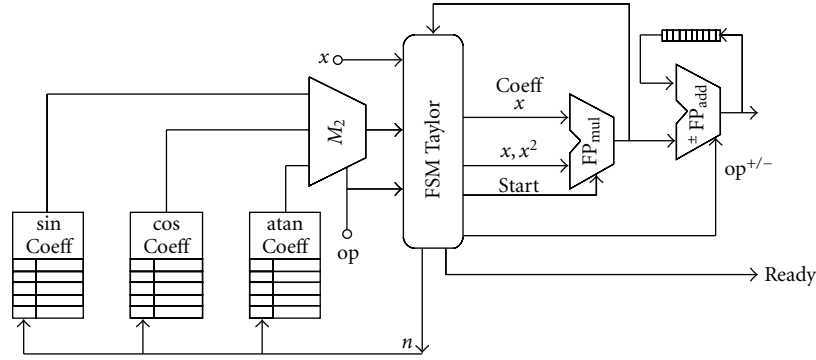 x
Coeff
x
M₂
FSM Taylor
x, x²
FPmul
± FPadd
Start
op+/−
sin
Coeff
cos
Coeff
atan
Coeff
op
Ready
n